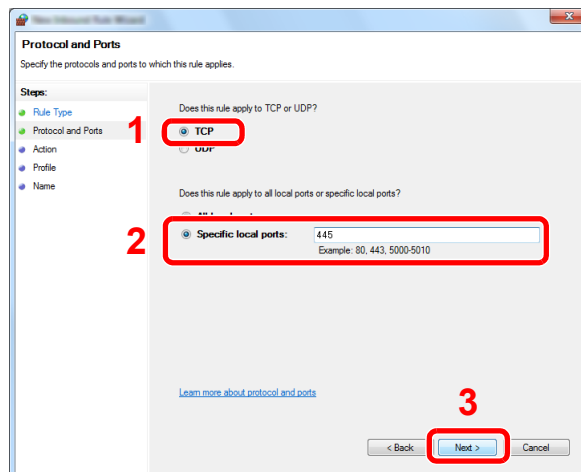 Protocol and Ports
Specify the protocols and ports to which this rule applies.
Steps:
Rule Type
Protocol and Ports
Action
Profile
Name
Does this rule apply to TCP or UDP?
1
TCP
UDP
Does this rule apply to all local ports or specific local ports?
2
Specific local ports:
445
Example: 80, 443, 5000-5010
Learn more about protocol and ports
3
< Back
Next >
Cancel